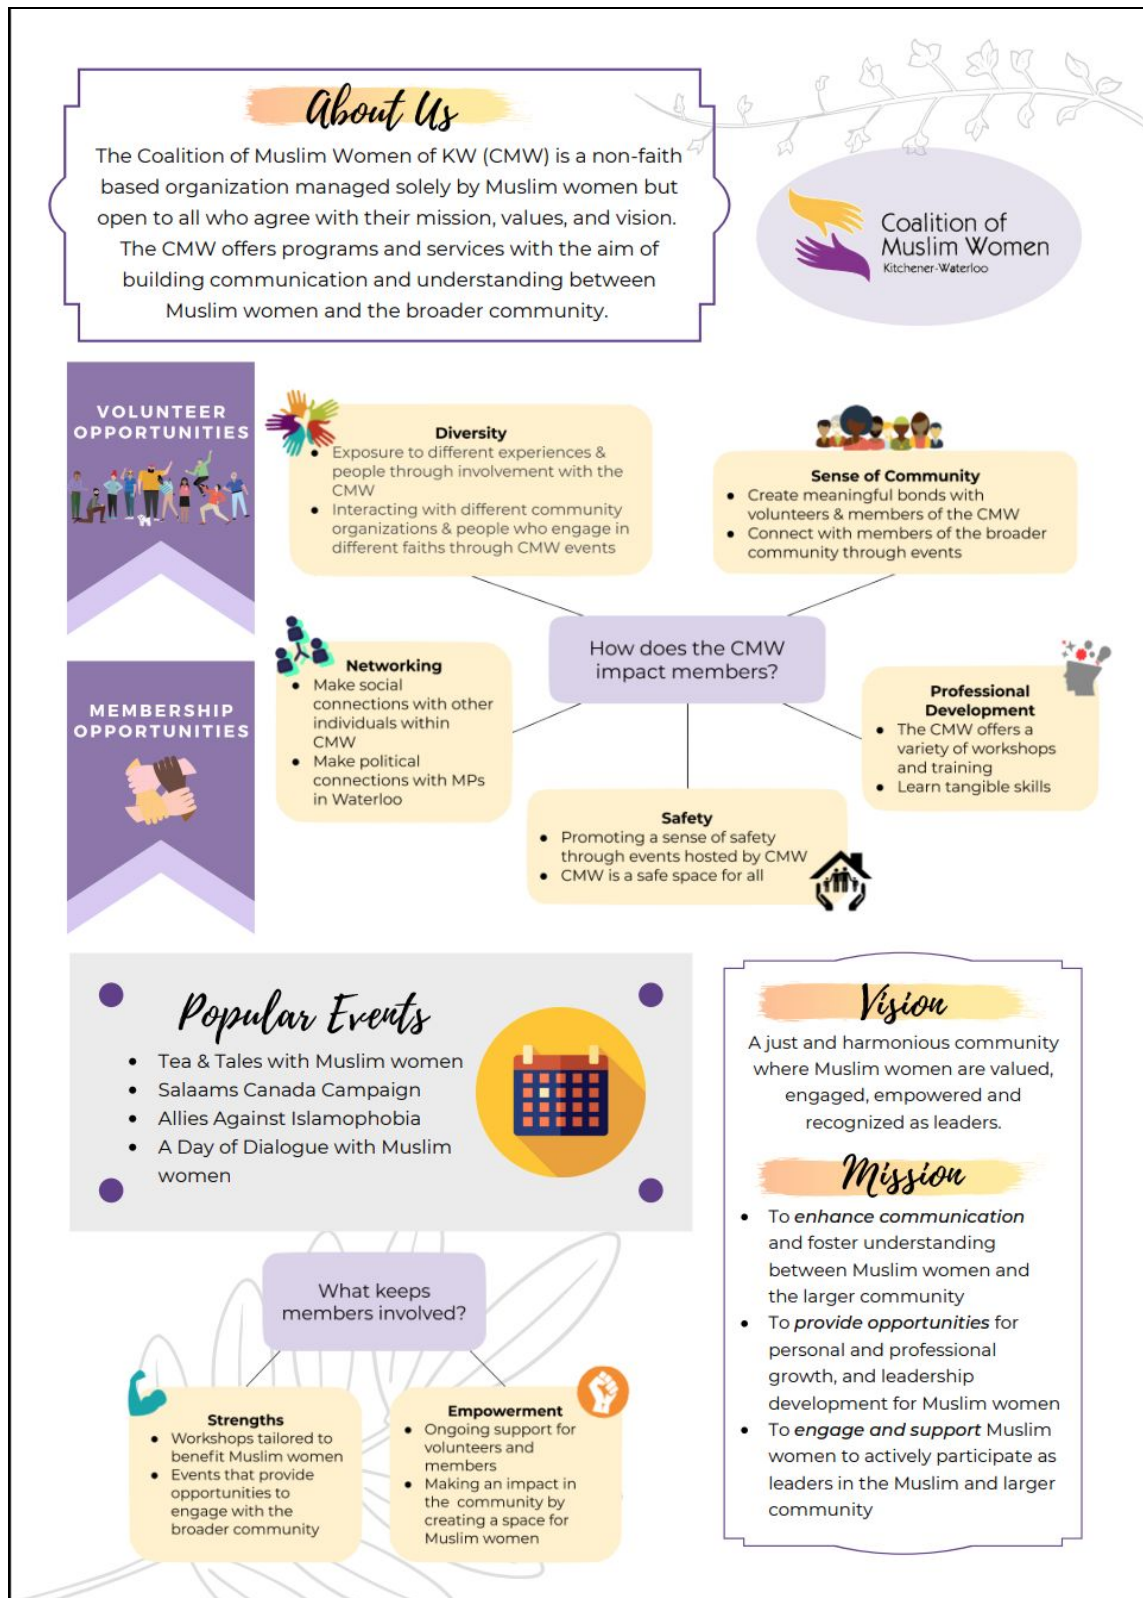 About Us
The Coalition of Muslim Women of KW (CMW) is a non-faith
based organization managed solely by Muslim women but
open to all who agree with their mission, values, and vision.
The CMW offers programs and services with the aim of
building communication and understanding between
Muslim women and the broader community.
Coalition of
Muslim Women
Kitchener-Waterloo
VOLUNTEER
OPPORTUNITIES
Diversity
• Exposure to different experiences &
people through involvement with the
CMW
• Interacting with different community
organizations & people who engage in
different faiths through CMW events
Sense of Community
• Create meaningful bonds with
volunteers & members of the CMW
• Connect with members of the broader
community through events
How does the CMW
impact members?
MEMBERSHIP
OPPORTUNITIES
Networking
• Make social
connections with other
individuals within
CMW
• Make political
connections with MPs
in Waterloo
Professional
Development
• The CMW offers a
variety of workshops
and training
• Learn tangible skills
Safety
• Promoting a sense of safety
through events hosted by CMW
• CMW is a safe space for all
Popular Events
• Tea & Tales with Muslim women
• Salaams Canada Campaign
• Allies Against Islamophobia
• A Day of Dialogue with Muslim
women
Vision
A just and harmonious community
where Muslim women are valued,
engaged, empowered and
recognized as leaders.
Mission
• To enhance communication
and foster understanding
between Muslim women and
the larger community
• To provide opportunities for
personal and professional
growth, and leadership
development for Muslim women
• To engage and support Muslim
women to actively participate as
leaders in the Muslim and larger
community
What keeps
members involved?
Strengths
• Workshops tailored to
benefit Muslim women
• Events that provide
opportunities to
engage with the
broader community
Empowerment
• Ongoing support for
volunteers and
members
• Making an impact in
the community by
creating a space for
Muslim women